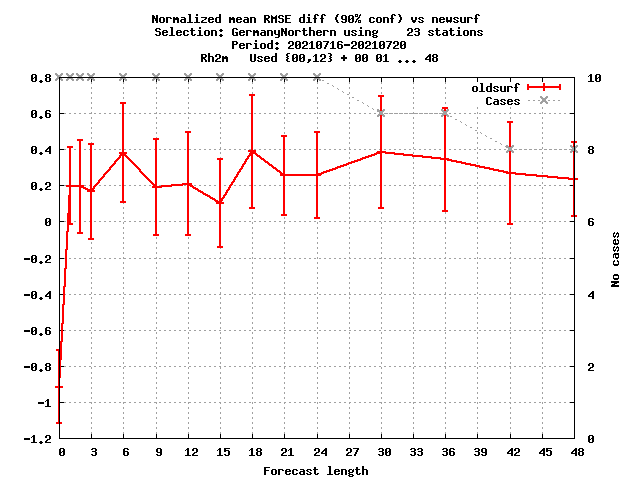 Normalized mean RMSE diff (90% conf) vs newsurf
Selection: GermanyNorthern using    23 stations
Period: 20210716-20210720
Rh2m   Used {00,12} + 00 01 ... 48
oldsurf
Cases
0,8
0,6
0,4
0,2
0
-0,2
-0,4
-0,6
-0,8
-1
-1,2
10
8
6
4
2
0
No cases
0 3 6 9 12 15 18 21 24 27 30 33 36 39 42 45 48
Forecast length